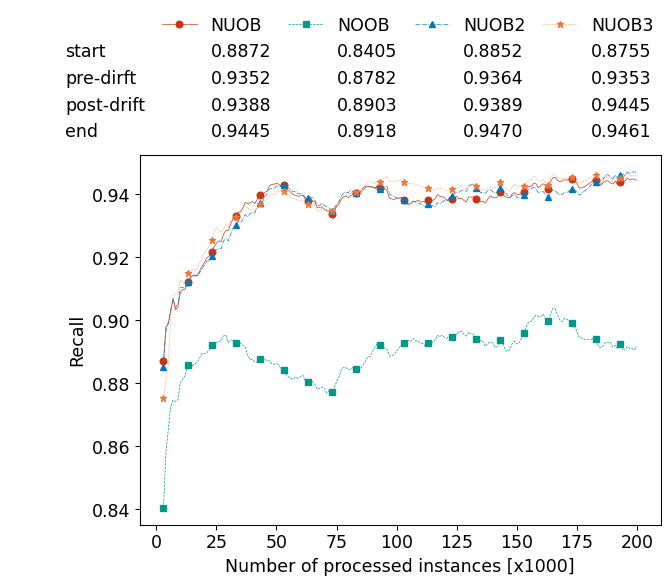 NUOB NOOB NUOB2 NUOB3
start 0.8872 0.8405 0.8852 0.8755
pre-dirft 0.9352 0.8782 0.9364 0.9353
post-drift 0.9388 0.8903 0.9389 0.9445
end 0.9445 0.8918 0.9470 0.9461
0.94
0.92
0.90
0.88
0.86
0.84
Recall
0 25 50 75 100 125 150 175 200
Number of processed instances [x1000]